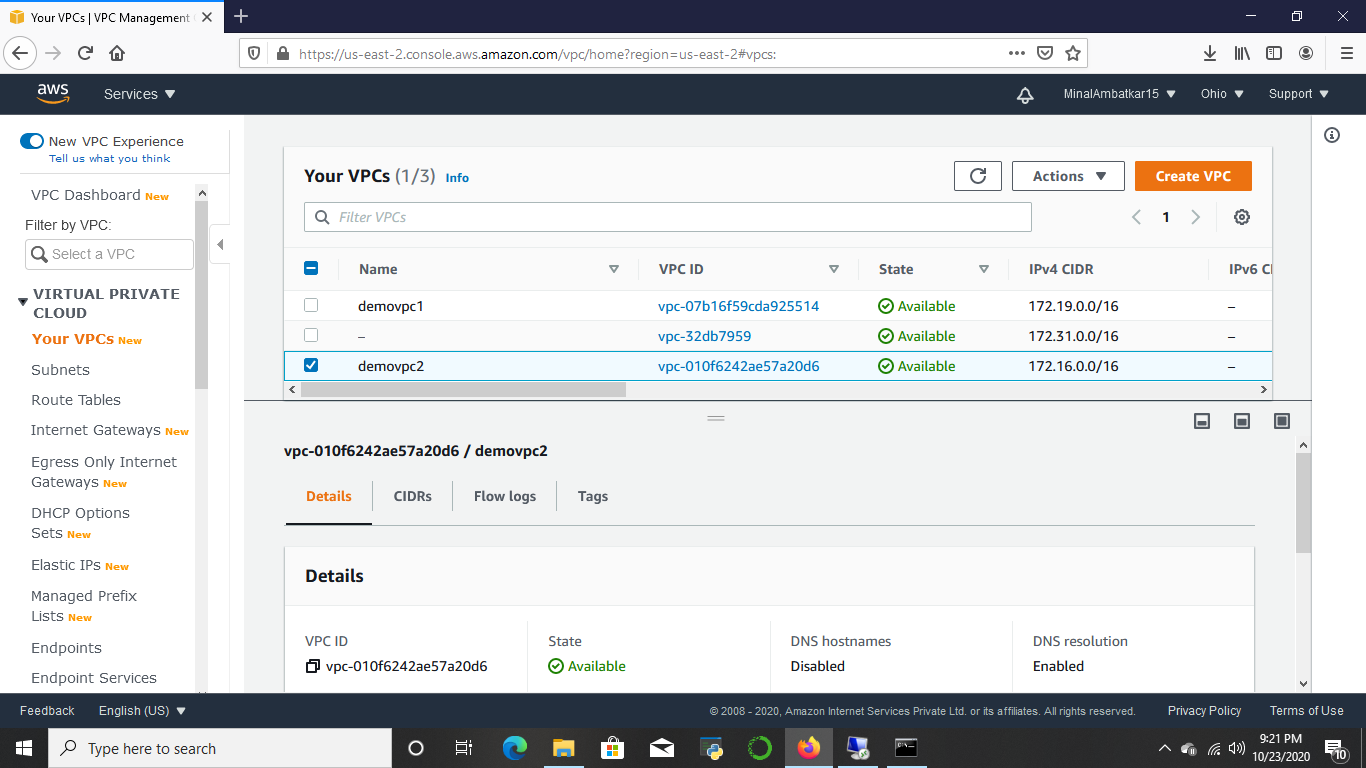 Your VPCs | VPC Management
https://us-east-2.console.aws.amazon.com/vpc/home?region=us-east-2#vpcs:
aws Services MinalAmbatkar15 Ohio Support
New VPC Experience
Tell us what you think
VPC Dashboard New
Filter by VPC:
Select a VPC
VIRTUAL PRIVATE
CLOUD
Your VPCs New
Subnets
Route Tables
Internet Gateways New
Egress Only Internet
Gateways New
DHCP Options
Sets New
Elastic IPs New
Managed Prefix
Lists New
Endpoints
Endpoint Services
Your VPCs (1/3) Info Actions Create VPC
Filter VPCs 1
Name VPC ID State IPv4 CIDR IPv6 CI
demovpc1 vpc-07b16f59cda925514 Available 172.19.0.0/16 –
– vpc-32db7959 Available 172.31.0.0/16 –
demovpc2 vpc-010f6242ae57a20d6 Available 172.16.0.0/16 –
vpc-010f6242ae57a20d6 / demovpc2
Details CIDRs Flow logs Tags
Details
VPC ID State DNS hostnames DNS resolution
vpc-010f6242ae57a20d6 Available Disabled Enabled
Feedback English (US) © 2008 - 2020, Amazon Internet Services Private Ltd. or its affiliates. All rights reserved. Privacy Policy Terms of Use
Type here to search 9:21 PM
10/23/2020 10